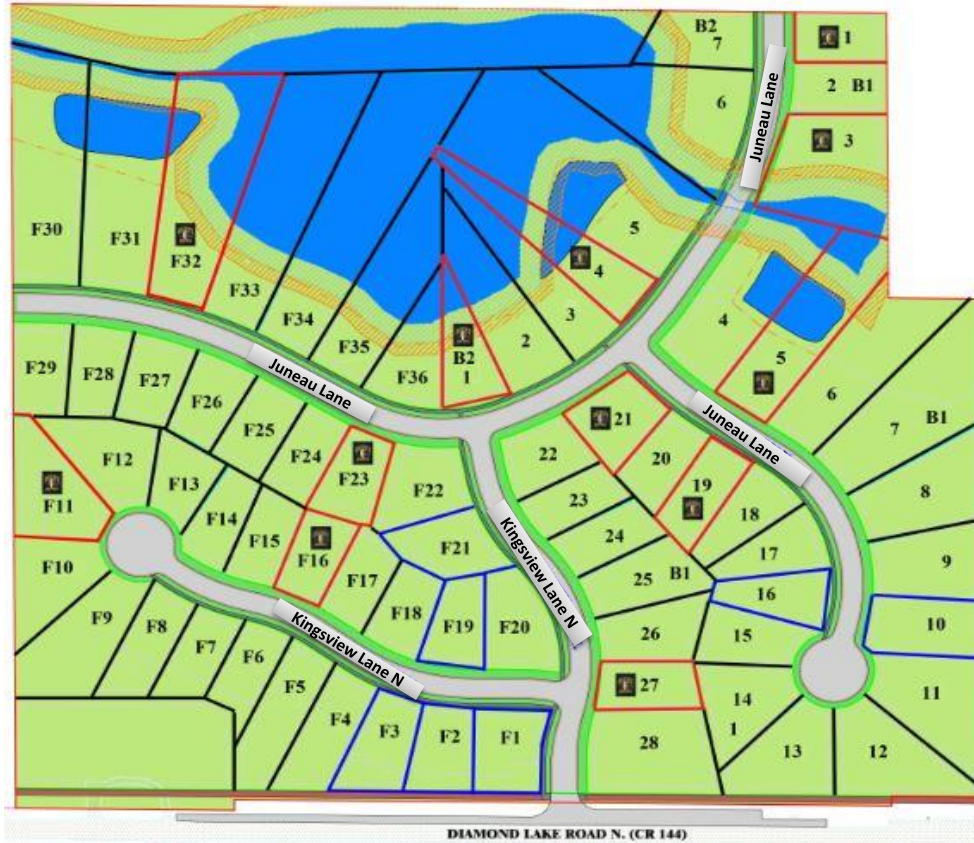 B2
7
1
2 B1
6
Juneau Lane
3
5
F30
F31
F32
4
F33
3
4
F34
2
B2
1
F35
5
6
F36
F29
F28
F27
Juneau Lane
F26
Juneau Lane
7
B1
21
F25
22
20
F24
F12
F23
19
8
F13
F22
23
F11
18
F14
24
F15
Kingsview Lane N
F21
17
F16
9
F10
F17
25
B1
16
F18
F19
F20
10
F9
F8
26
15
F7
Kingsview Lane N
F6
F5
27
11
14
F4
1
F3
F2
F1
28
13
12
DIAMOND LAKE ROAD N. (CR 144)